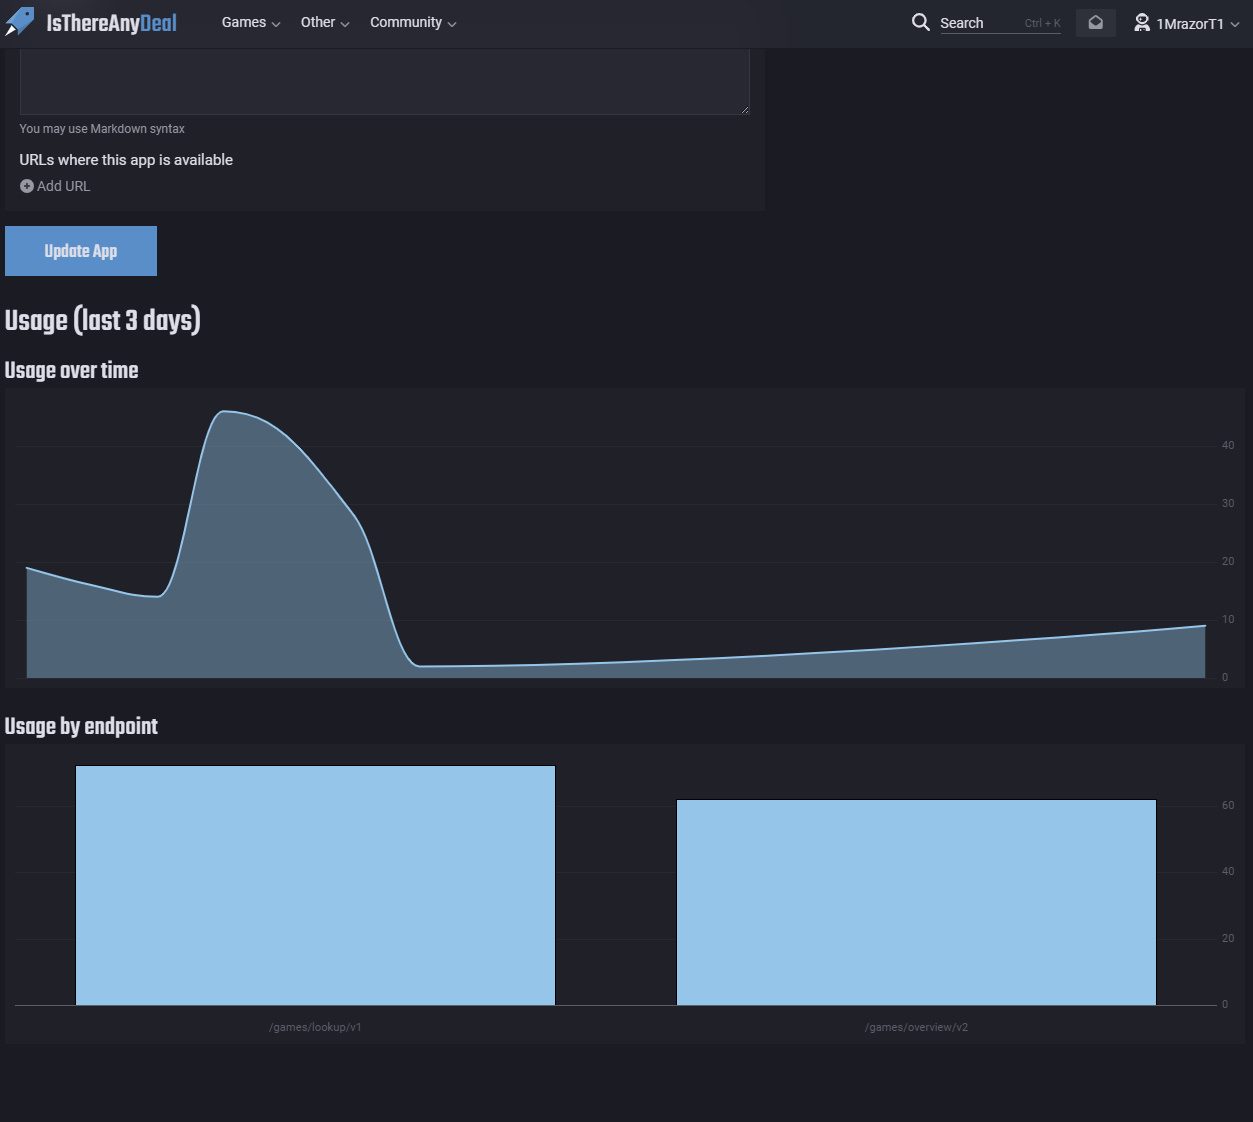 IsThereAnyDeal Games Other Community Search Ctrl + K 1MrazorT1
You may use Markdown syntax
URLs where this app is available
Add URL
Update App
Usage (last 3 days)
Usage over time
40
30
20
10
0
Usage by endpoint
60
40
20
0
/games/lookup/v1 /games/overview/v2